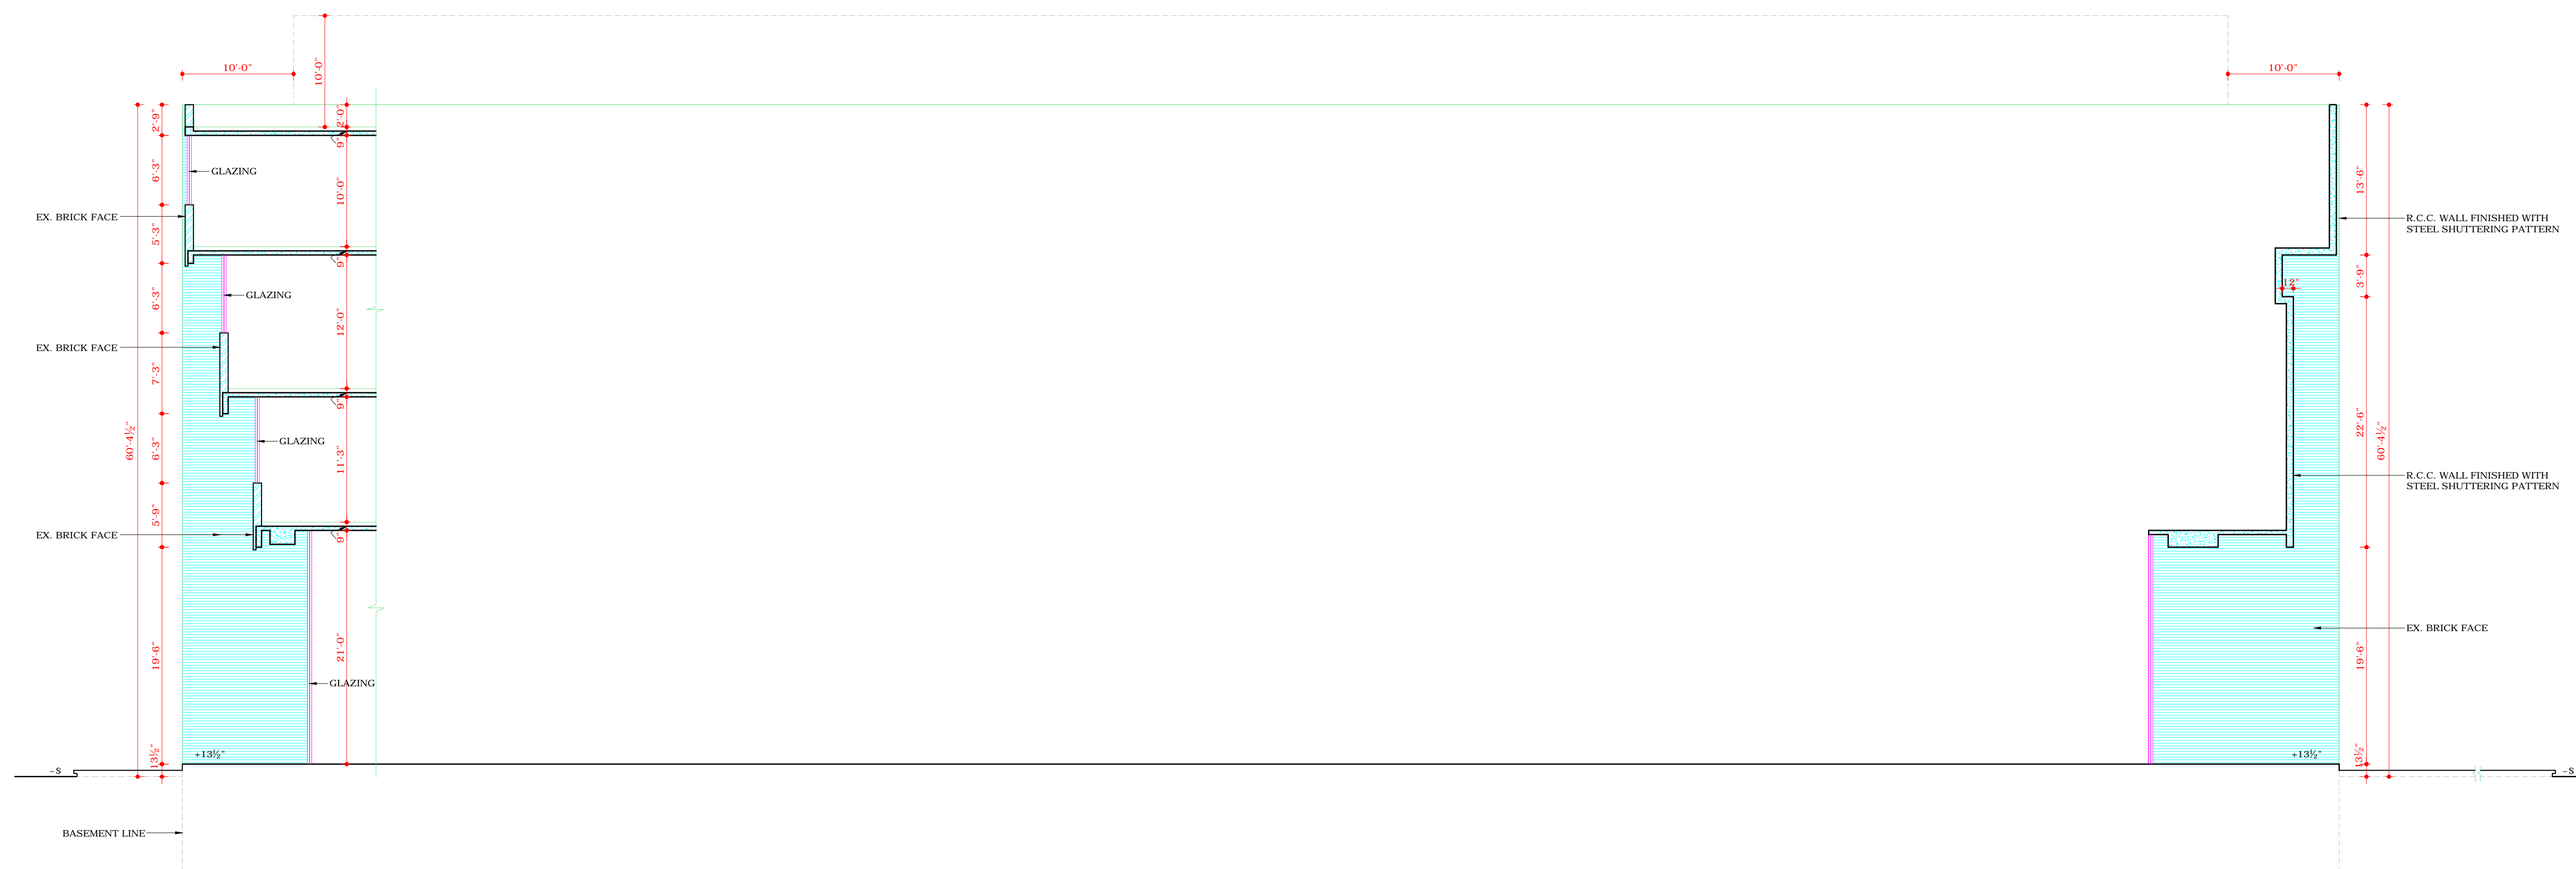 10'-0"
10'-0"
10'-0"
2'-9"
2'-0"
9"
6'-3"
GLAZING
10'-0"
13'-6"
EX. BRICK FACE
R.C.C. WALL FINISHED WITH
STEEL SHUTTERING PATTERN
5'-3"
9"
6'-3"
GLAZING
12'-0"
3'-9"
12"
EX. BRICK FACE
7'-3"
9"
60'-4½"
6'-3"
GLAZING
11'-3"
22'-6"
60'-4½"
R.C.C. WALL FINISHED WITH
STEEL SHUTTERING PATTERN
5'-9"
EX. BRICK FACE
9"
EX. BRICK FACE
19'-6"
21'-0"
19'-6"
GLAZING
13½"
+13½"
+13½"
13½"
-S
-S
BASEMENT LINE